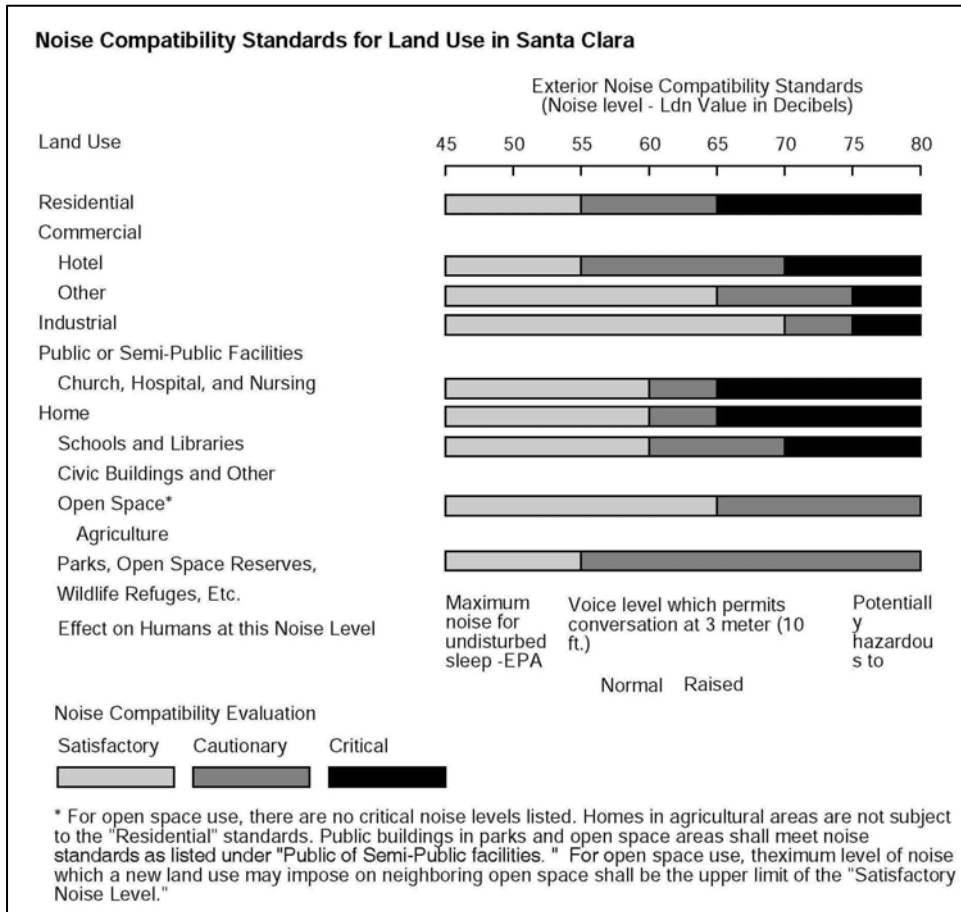 Noise Compatibility Standards for Land Use in Santa Clara
Exterior Noise Compatibility Standards
(Noise level - Ldn Value in Decibels)
Land Use
45 50 55 60 65 70 75 80
Residential
Commercial
Hotel
Other
Industrial
Public or Semi-Public Facilities
Church, Hospital, and Nursing
Home
Schools and Libraries
Civic Buildings and Other
Open Space*
Agriculture
Parks, Open Space Reserves,
Wildlife Refuges, Etc.
Effect on Humans at this Noise Level
Maximum
noise for
undisturbed
sleep -EPA
Voice level which permits
conversation at 3 meter (10
ft.)
Normal Raised
Potentiall
y
hazardou
s to
Noise Compatibility Evaluation
Satisfactory Cautionary Critical
* For open space use, there are no critical noise levels listed. Homes in agricultural areas are not subject
to the "Residential" standards. Public buildings in parks and open space areas shall meet noise
standards as listed under "Public of Semi-Public facilities. " For open space use, theximum level of noise
which a new land use may impose on neighboring open space shall be the upper limit of the "Satisfactory
Noise Level."